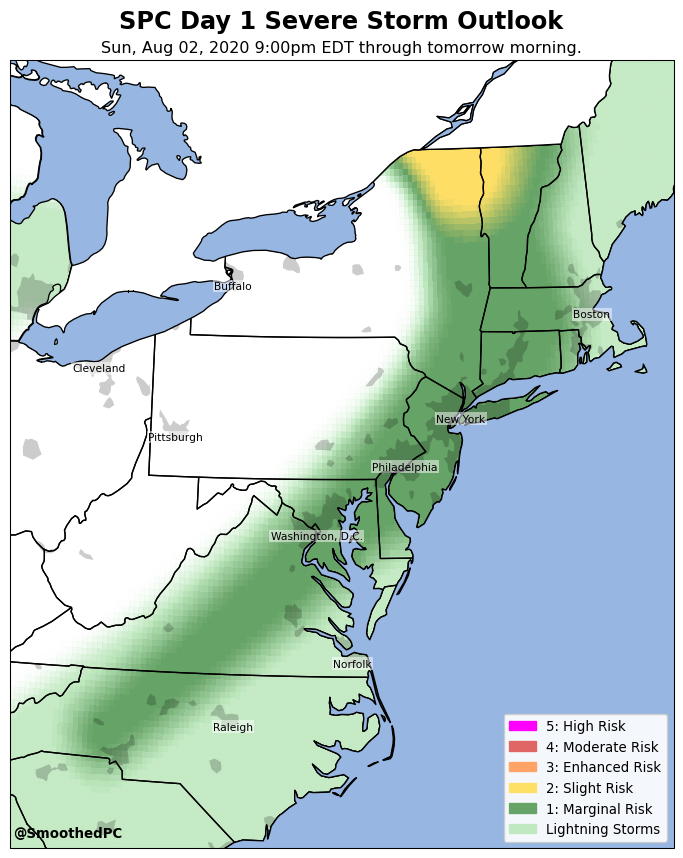 SPC Day 1 Severe Storm Outlook
Sun, Aug 02, 2020 9:00pm EDT through tomorrow morning.
Buffalo
Boston
Cleveland
New York
Pittsburgh
Philadelphia
Washington, D.C.
Norfolk
Raleigh
5: High Risk
4: Moderate Risk
3: Enhanced Risk
2: Slight Risk
1: Marginal Risk
Lightning Storms
@SmoothedPC